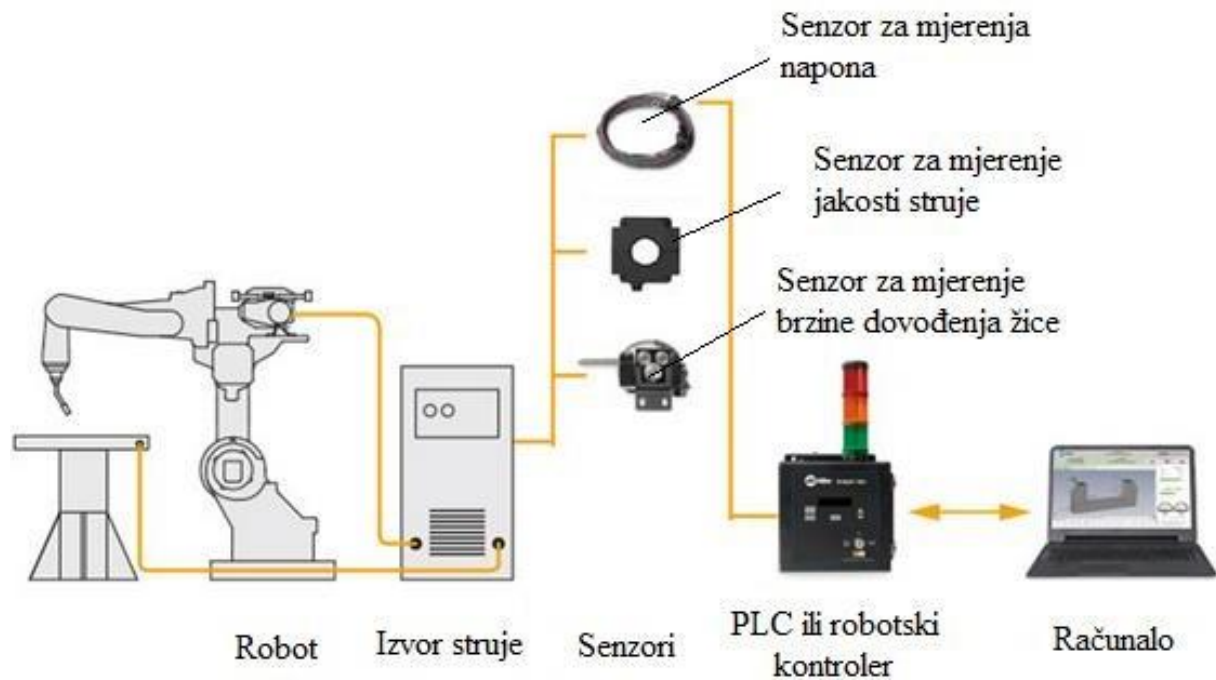 Senzor za mjerenja
napona
Senzor za mjerenje
jakosti struje
Senzor za mjerenje
brzine dovođenja žice
Robot
Izvor struje
Senzori
PLC ili robotski
kontroler
Računalo